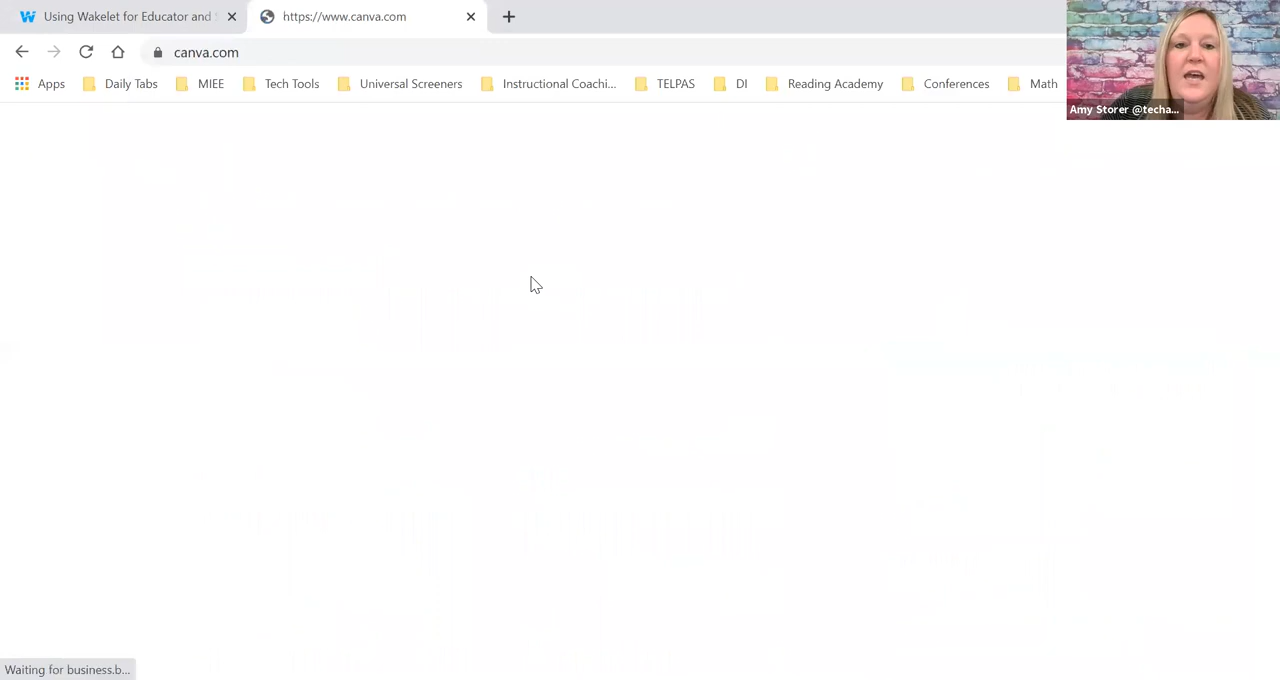 Using Wakelet for Educator and
https://www.canva.com
canva.com
Apps
Daily Tabs
MIEE
Tech Tools
Universal Screeners
Instructional Coachi...
TELPAS
DI
Reading Academy
Conferences
Math
Amy Storer @techa...
Waiting for business.b...